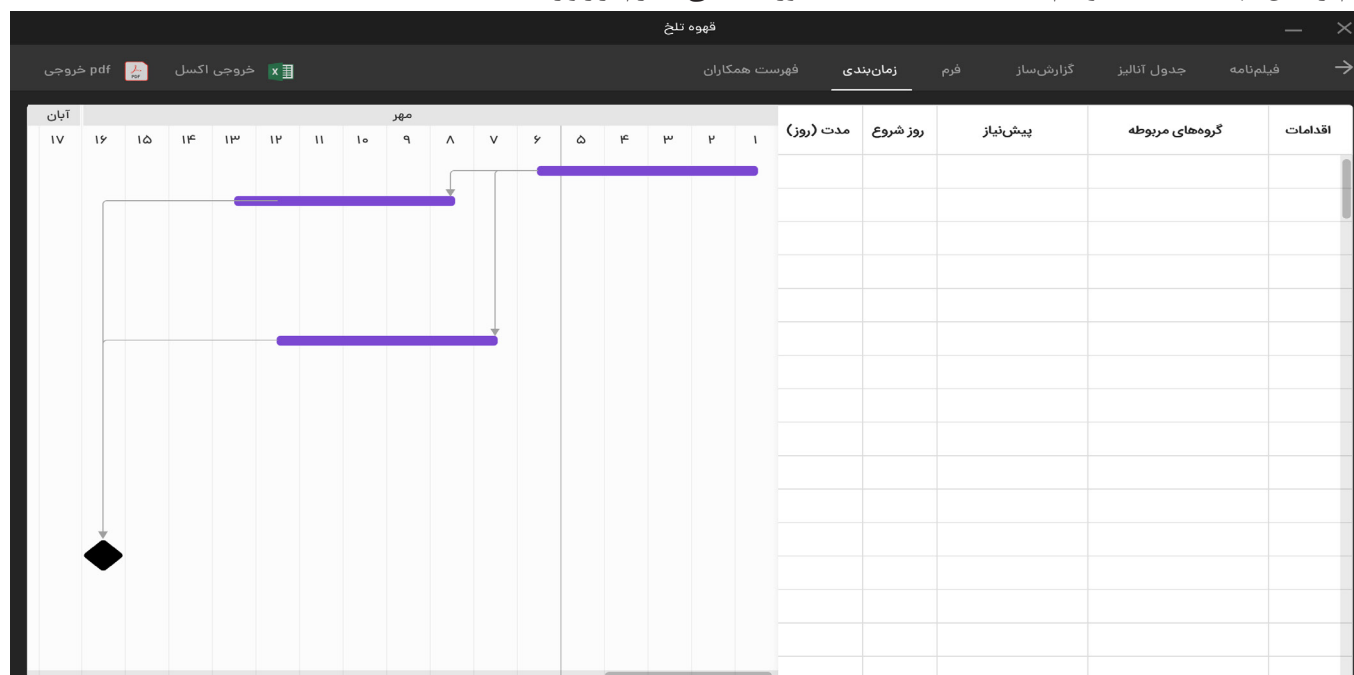 قهوه تلخ
فیلم‌نامه جدول آنالیز گزارش‌ساز فرم زمان‌بندی فهرست همکاران خروجی اکسل pdf خروجی
اقدامات گروه‌های مربوطه پیش‌نیاز روز شروع مدت (روز) مهر آبان
۱ ۲ ۳ ۴ ۵ ۶ ۷ ۸ ۹ ۱۰ ۱۱ ۱۲ ۱۳ ۱۴ ۱۵ ۱۶ ۱۷